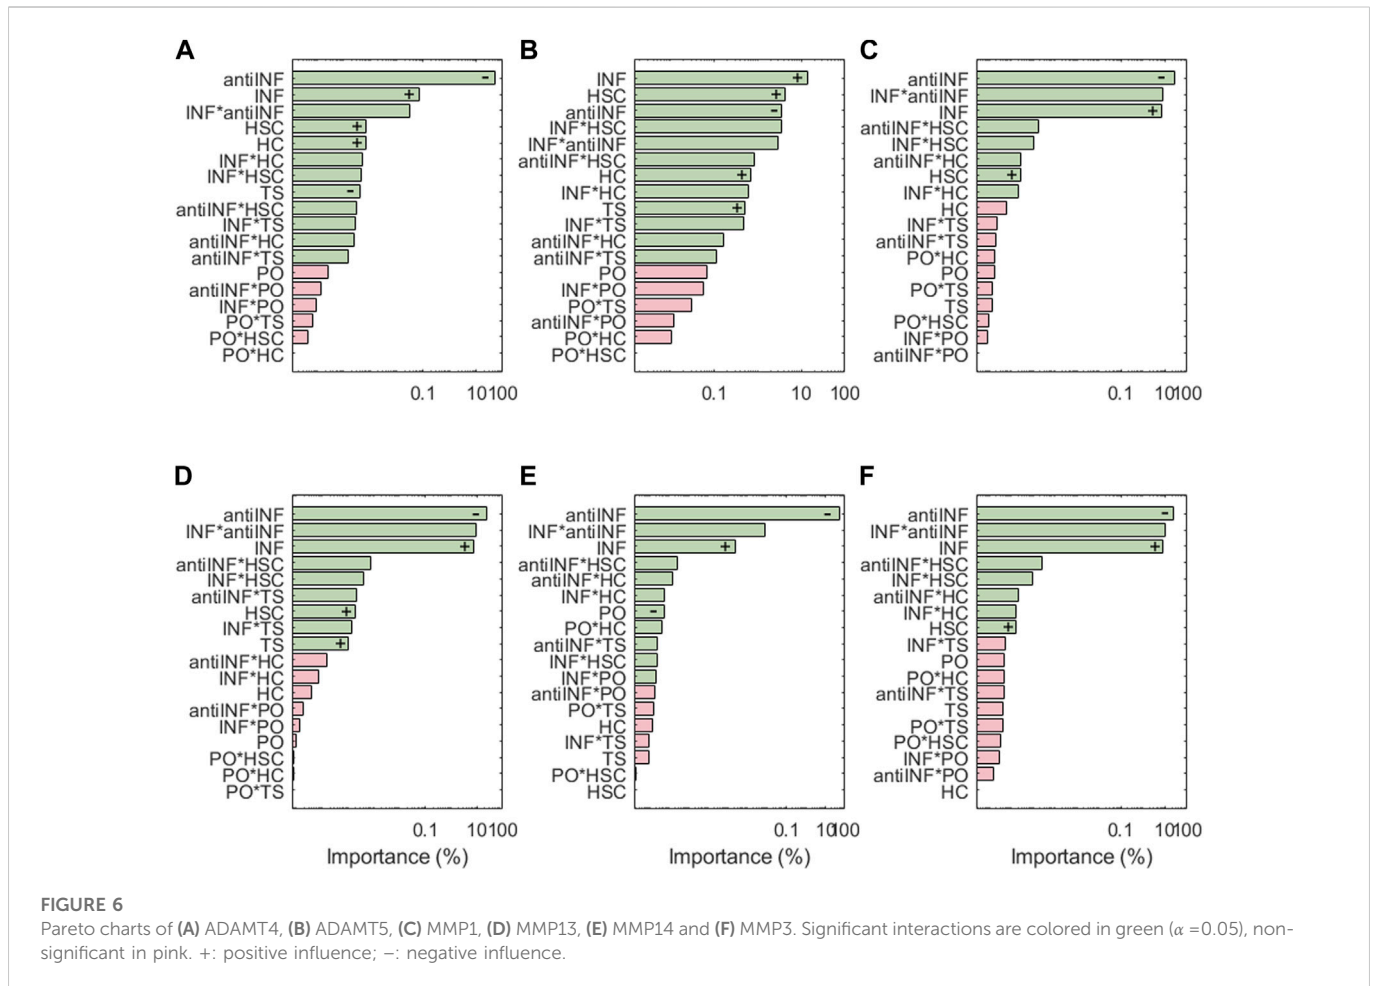 A
antiINF
INF
INF*antiINF
HSC
HC
INF*HC
INF*HSC
TS
antiINF*HSC
INF*TS
antiINF*HC
antiINF*TS
PO
antiINF*PO
INF*PO
PO*TS
PO*HSC
PO*HC
- + + + -
0.1 10 100
B
INF
HSC
antiINF
INF*HSC
INF*antiINF
antiINF*HSC
HC
INF*HC
TS
INF*TS
antiINF*HC
antiINF*TS
PO
INF*PO
PO*TS
antiINF*PO
PO*HC
PO*HSC
+ + - + +
0.1 10 100
C
antiINF
INF*antiINF
INF
antiINF*HSC
INF*HSC
antiINF*HC
HSC
INF*HC
HC
INF*TS
antiINF*TS
PO*HC
PO
PO*TS
TS
PO*HSC
INF*PO
antiINF*PO
- + +
0.1 10 100
D
antiINF
INF*antiINF
INF
antiINF*HSC
INF*HSC
antiINF*TS
HSC
INF*TS
TS
antiINF*HC
INF*HC
HC
antiINF*PO
INF*PO
PO
PO*HSC
PO*HC
PO*TS
- + + +
0.1 10 100
Importance (%)
E
antiINF
INF*antiINF
INF
antiINF*HSC
antiINF*HC
INF*HC
PO
PO*HC
antiINF*TS
INF*HSC
INF*PO
antiINF*PO
PO*TS
HC
INF*TS
TS
PO*HSC
HSC
- + -
0.1 10 100
Importance (%)
F
antiINF
INF*antiINF
INF
antiINF*HSC
INF*HSC
antiINF*HC
INF*HC
HSC
INF*TS
PO
PO*HC
antiINF*TS
TS
PO*TS
PO*HSC
INF*PO
antiINF*PO
HC
- + +
0.1 10 100
Importance (%)
FIGURE 6
Pareto charts of (A) ADAMT4, (B) ADAMT5, (C) MMP1, (D) MMP13, (E) MMP14 and (F) MMP3. Significant interactions are colored in green (α =0.05), non-
significant in pink. +: positive influence; –: negative influence.